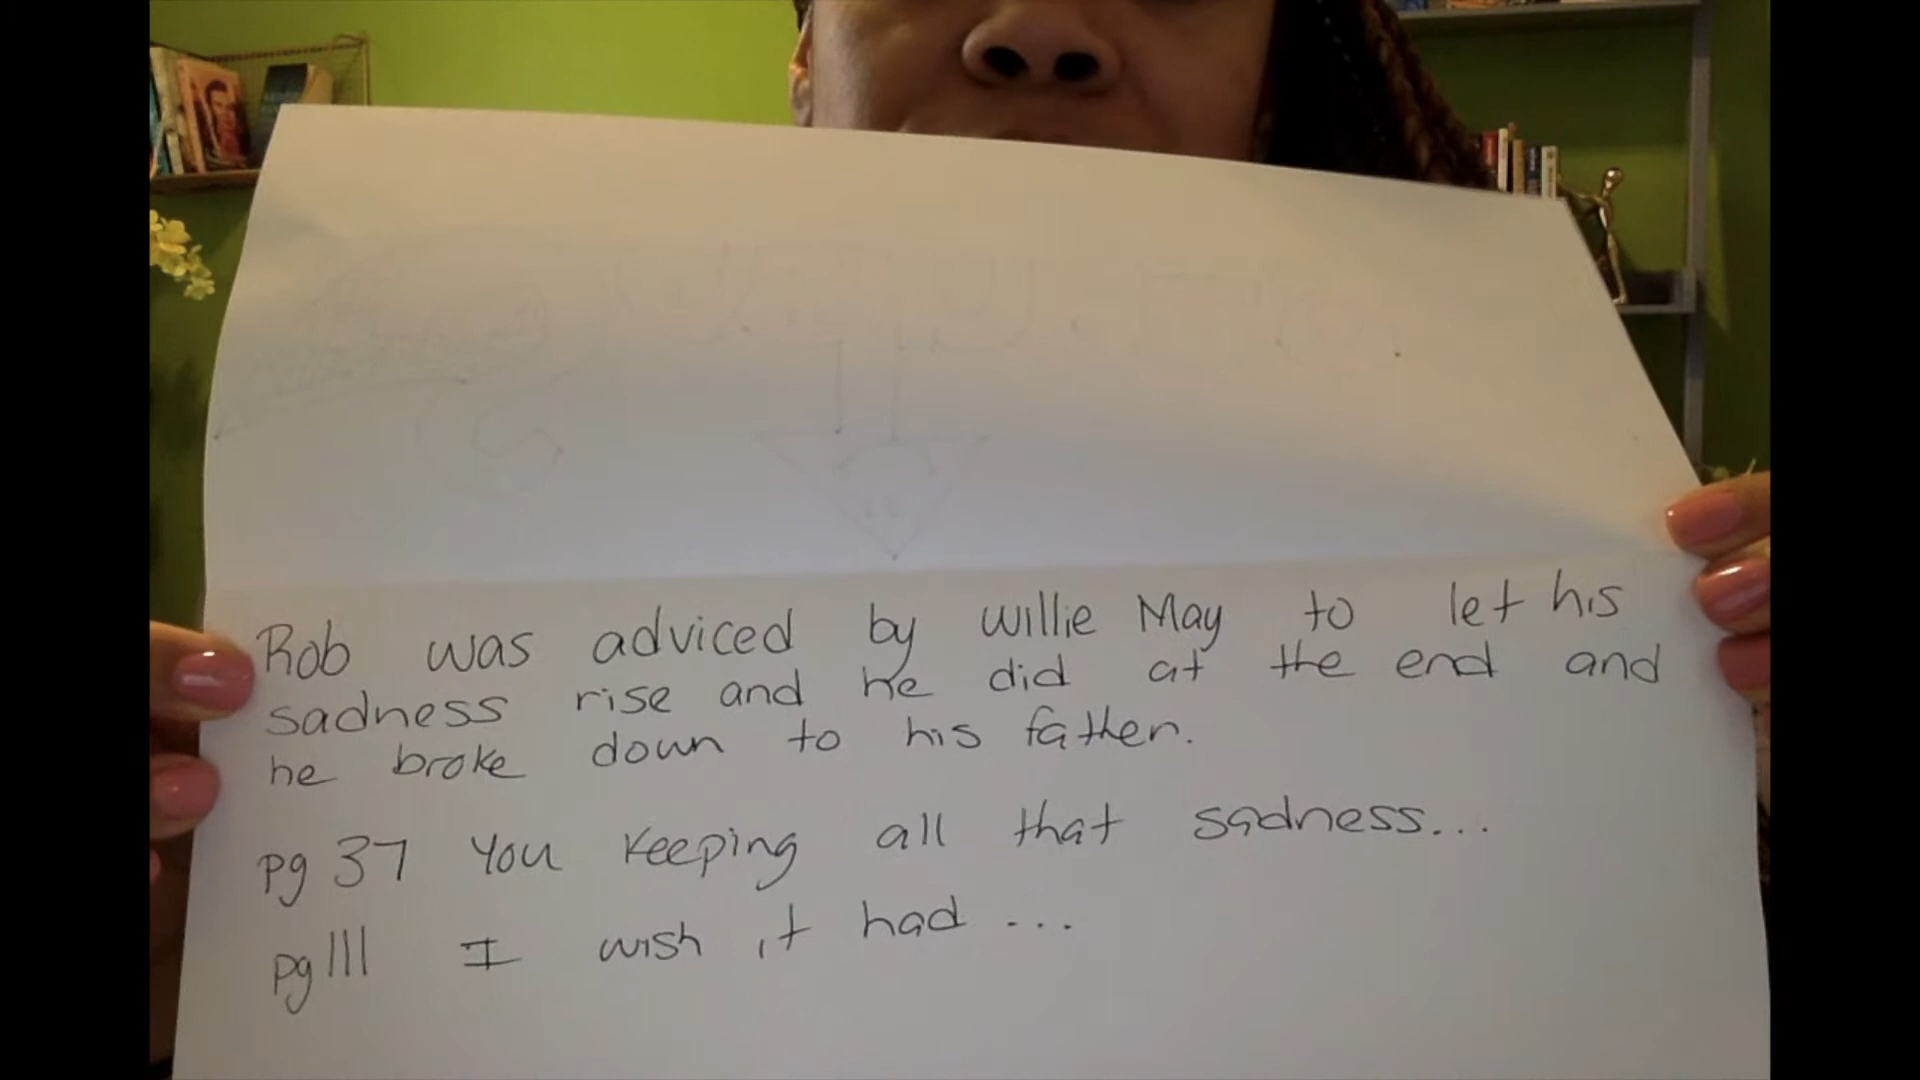 Rob was adviced by Willie May to let his
sadness rise and he did at the end and
he broke down to his father.
pg 37 You keeping all that sadness...
pg 111 I wish it had ...